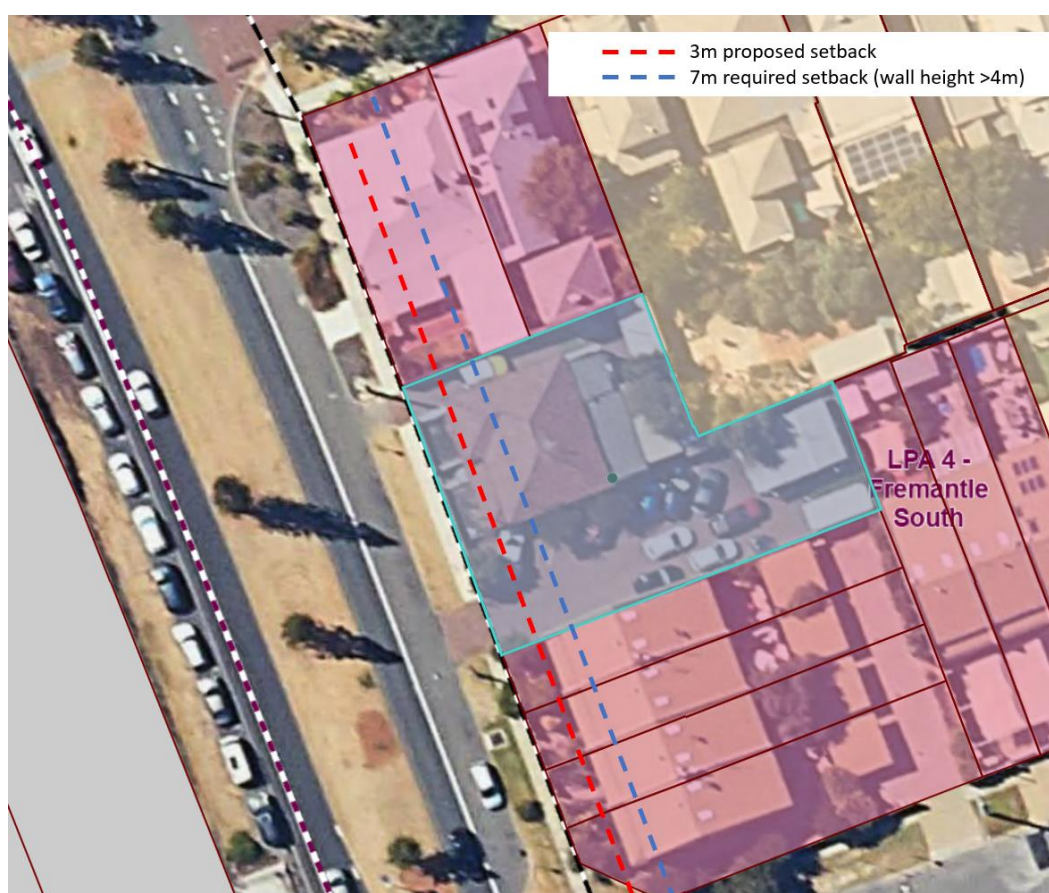 3m proposed setback
7m required setback (wall height >4m)
LPA 4 -
Fremantle
South